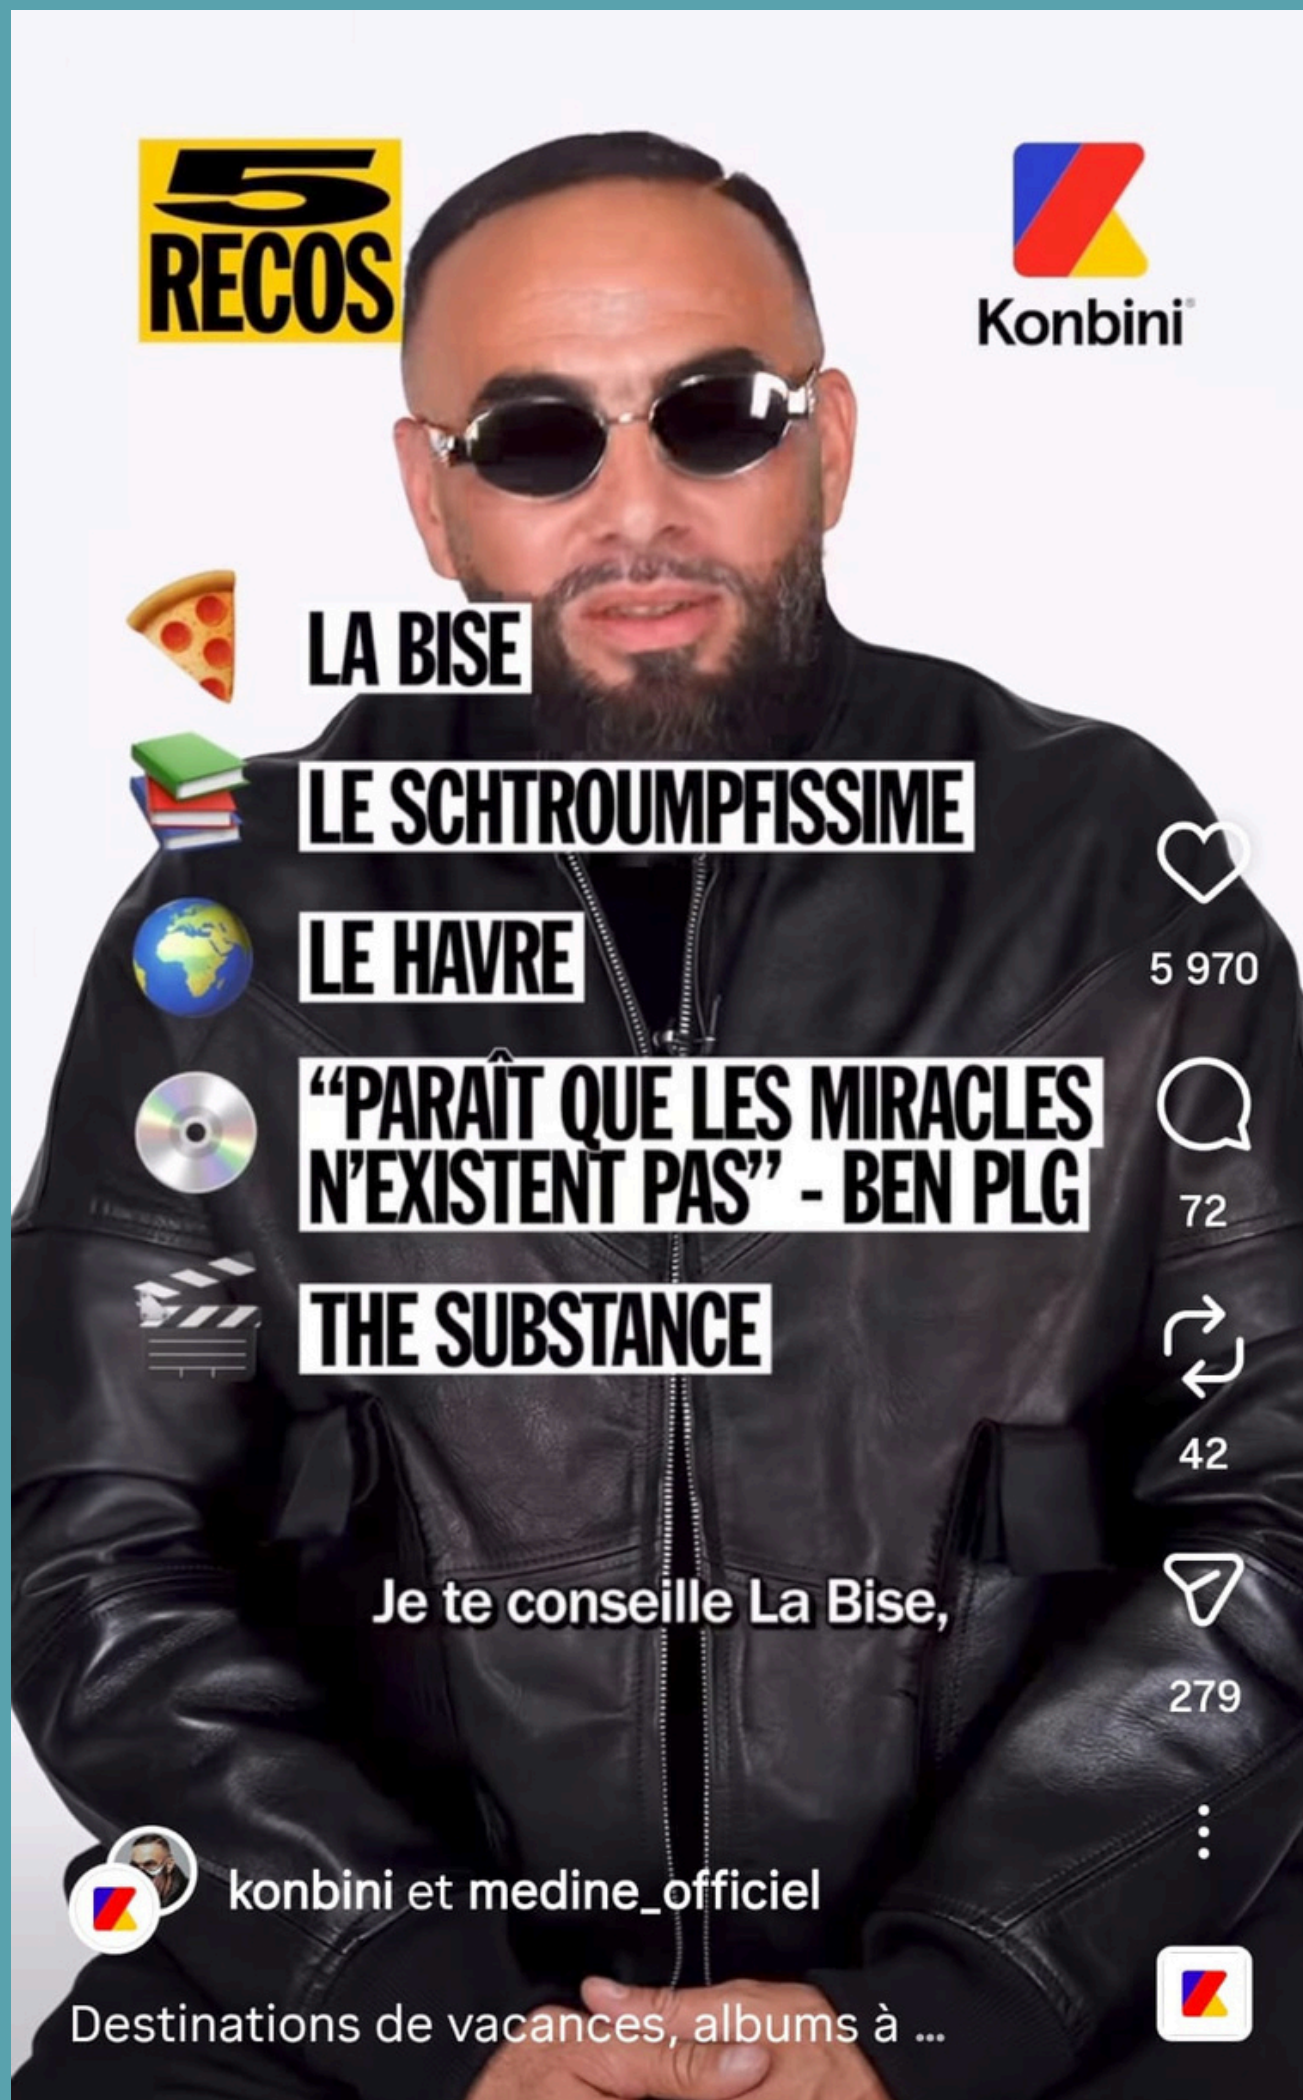 5
RECOS
Konbini
LA BISE
LE SCHTROUMPFISSIME
LE HAVRE
5 970
“PARAÎT QUE LES MIRACLES
N’EXISTENT PAS” - BEN PLG
72
THE SUBSTANCE
42
Je te conseille La Bise,
279
konbini et medine_officiel
Destinations de vacances, albums à ...